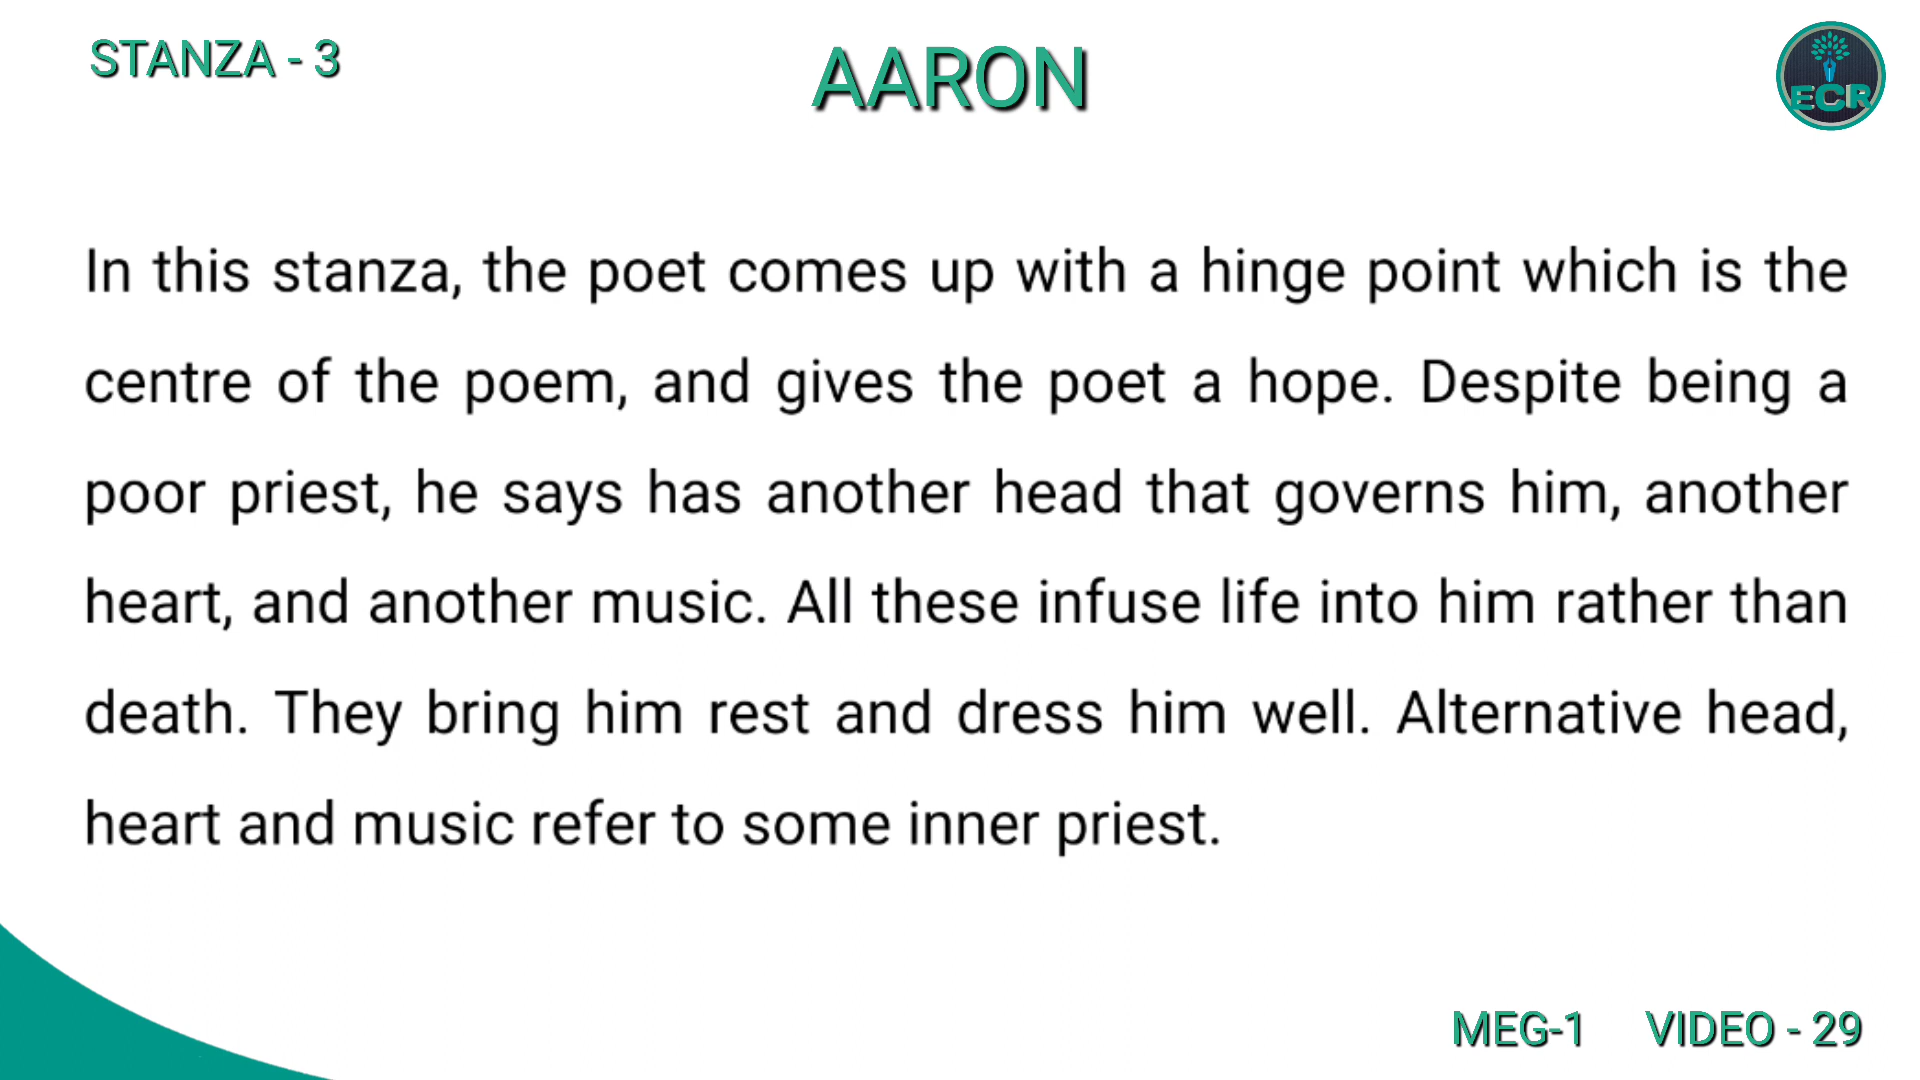 STANZA - 3
AARON
ECR
In this stanza, the poet comes up with a hinge point which is the
centre of the poem, and gives the poet a hope. Despite being a
poor priest, he says has another head that governs him, another
heart, and another music. All these infuse life into him rather than
death. They bring him rest and dress him well. Alternative head,
heart and music refer to some inner priest.
MEG-1 VIDEO - 29